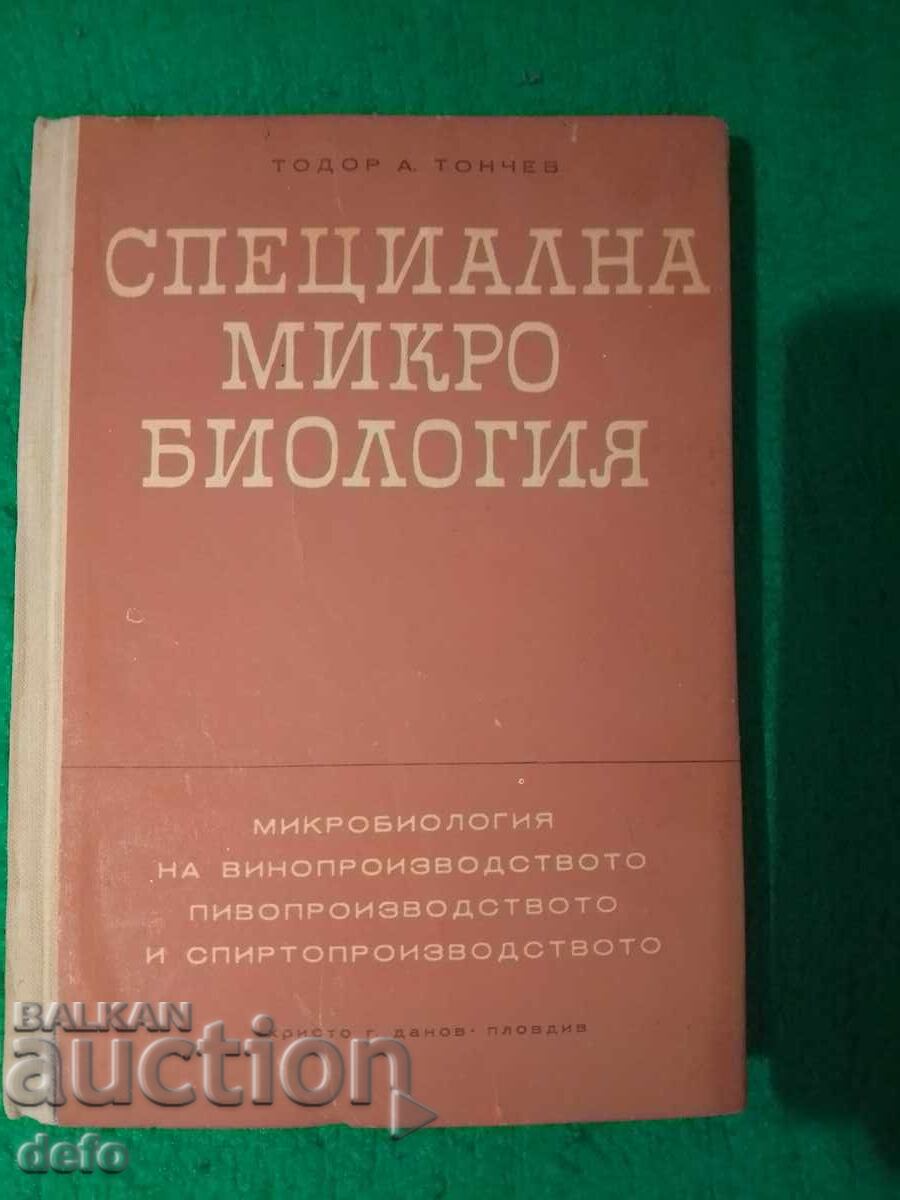 ТОДОР А. ТОНЧЕВ
СПЕЦИАЛНА
МИКРО
БИОЛОГИЯ
МИКРОБИОЛОГИЯ
НА ВИНОПРОИЗВОДСТВОТО
ПИВОПРОИЗВОДСТВОТО
И СПИРТОПРОИЗВОДСТВОТО
христо г. данов · пловдив
BALKAN
auction
defo